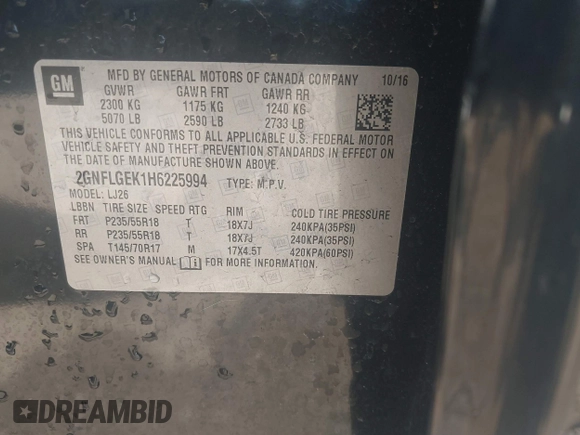 GM
MFD BY GENERAL MOTORS OF CANADA COMPANY 10/16
GVWR GAWR FRT GAWR RR
2300 KG 1175 KG 1240 KG
5070 LB 2590 LB 2733 LB
THIS VEHICLE CONFORMS TO ALL APPLICABLE U.S. FEDERAL MOTOR
VEHICLE SAFETY AND THEFT PREVENTION STANDARDS IN EFFECT ON
THE DATE OF MANUFACTURE SHOWN ABOVE.
2GNFLGEK1H6225994 TYPE: M.P.V.
MODEL: LJ26
LBBN TIRE SIZE SPEED RTG RIM COLD TIRE PRESSURE
FRT P235/55R18 T 18X7J 240KPA(35PSI)
RR P235/55R18 T 18X7J 240KPA(35PSI)
SPA T145/70R17 M 17X4.5T 420KPA(60PSI)
SEE OWNER'S MANUAL FOR MORE INFORMATION.
DREAMBID